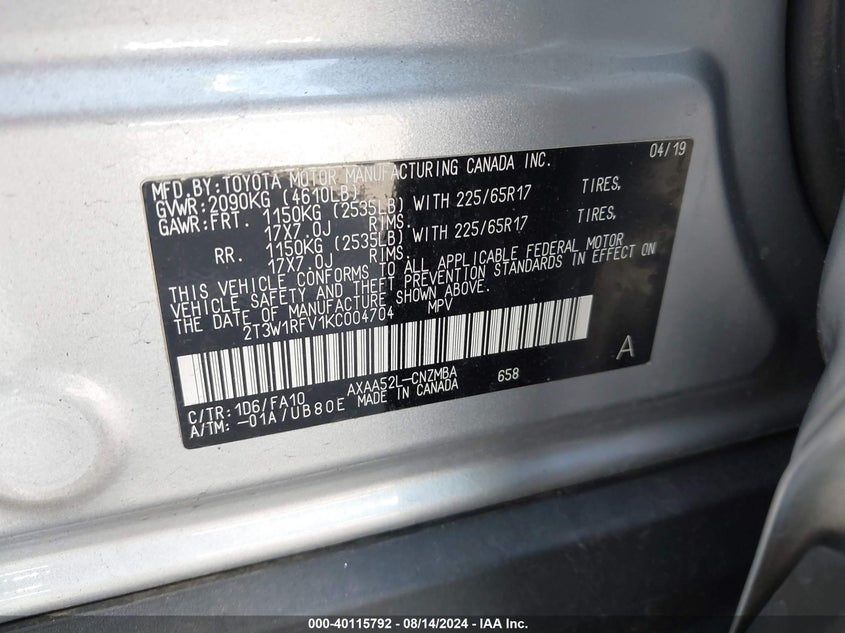 MFD.BY:TOYOTA MOTOR MANUFACTURING CANADA INC. 04/19
GVWR:2090KG (4610LB)
GAWR:FRT. 1150KG (2535LB) WITH 225/65R17 TIRES,
17X7.0J RIMS.
RR. 1150KG (2535LB) WITH 225/65R17 TIRES,
17X7.0J RIMS.
THIS VEHICLE CONFORMS TO ALL APPLICABLE FEDERAL MOTOR
VEHICLE SAFETY AND THEFT PREVENTION STANDARDS IN EFFECT ON
THE DATE OF MANUFACTURE SHOWN ABOVE.
2T3W1RFV1KC004704 MPV
A
C/TR:1D6/FA10 AXAA52L-CNZMBA 658
A/TM:-01A/UB80E MADE IN CANADA
000-40115792 - 08/14/2024 - IAA Inc.